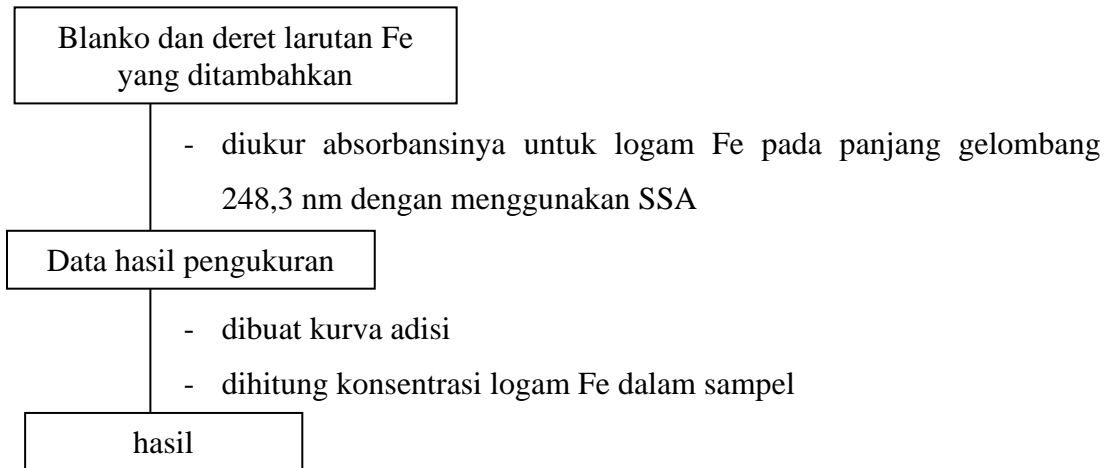 Blanko dan deret larutan Fe
yang ditambahkan
- diukur absorbansinya untuk logam Fe pada panjang gelombang
248,3 nm dengan menggunakan SSA
Data hasil pengukuran
- dibuat kurva adisi
- dihitung konsentrasi logam Fe dalam sampel
hasil